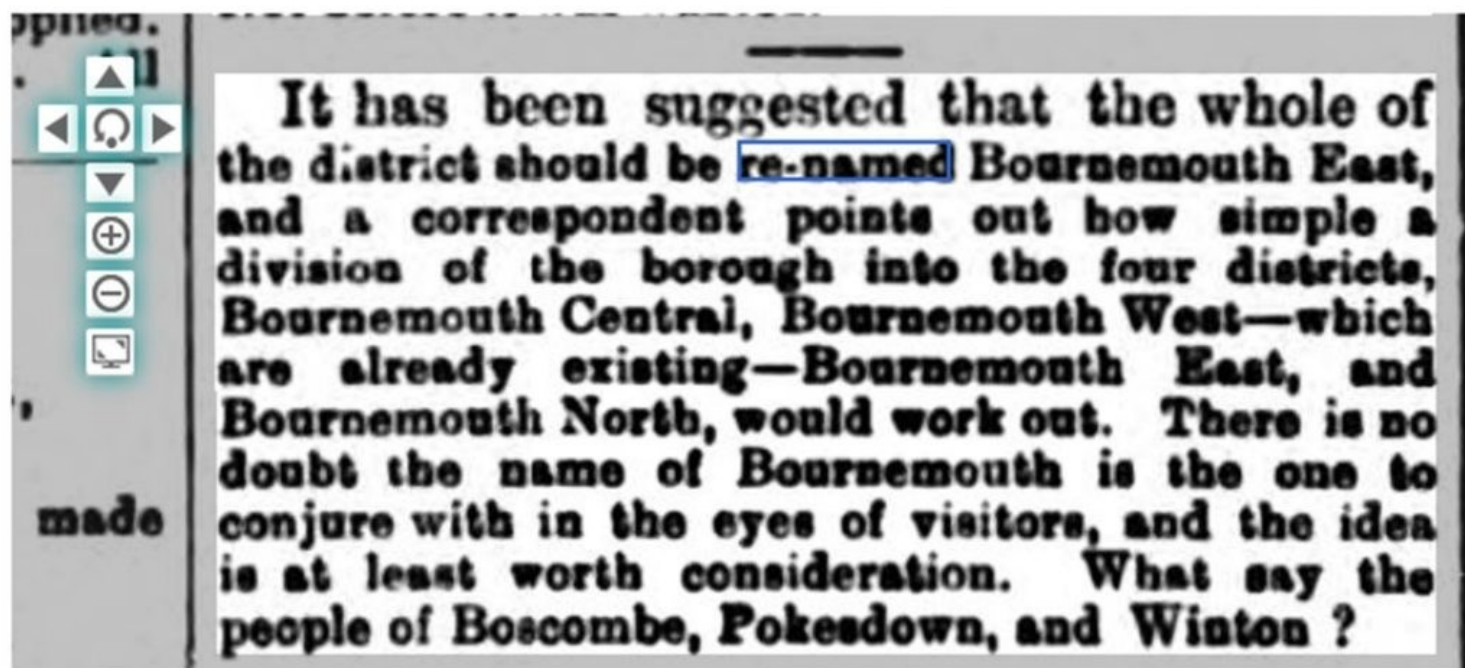 pplied.
. All
made
It has been suggested that the whole of
the district should be re-named Bournemouth East,
and a correspondent points out how simple a
division of the borough into the four districts,
Bournemouth Central, Bournemouth West—which
are already existing—Bournemouth East, and
Bournemouth North, would work out. There is no
doubt the name of Bournemouth is the one to
conjure with in the eyes of visitors, and the idea
is at least worth consideration. What say the
people of Boscombe, Pokesdown, and Winton ?